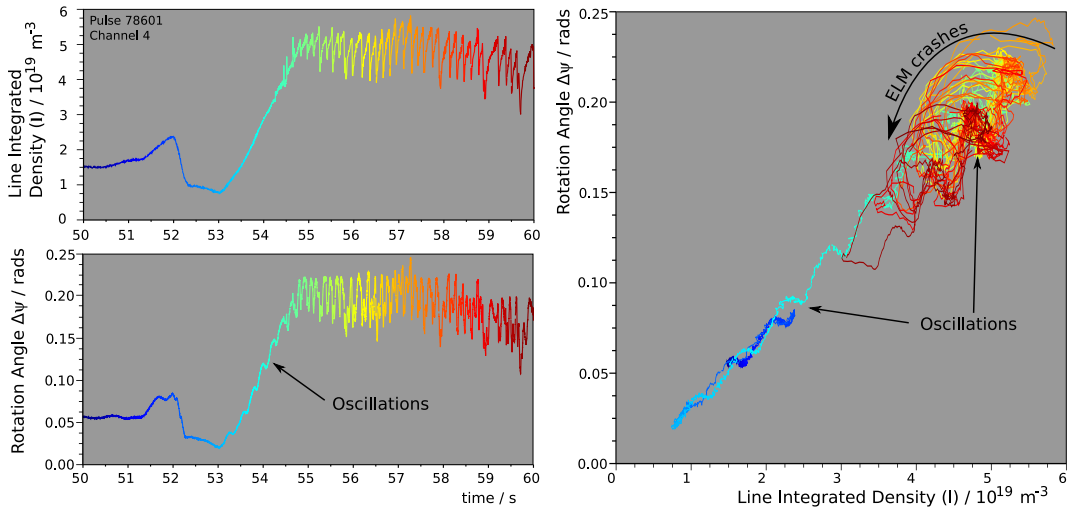 Pulse 78601
Channel 4
Line Integrated
Density (I) / 10¹⁹ m⁻³
6
5
4
3
2
1
0
50 51 52 53 54 55 56 57 58 59 60
Rotation Angle Δψ / rads
0.25
0.20
0.15
0.10
0.05
0.00
Oscillations
50 51 52 53 54 55 56 57 58 59 60
time / s
Rotation Angle Δψ / rads
0.25
0.20
0.15
0.10
0.05
0.00
ELM crashes
Oscillations
0 1 2 3 4 5 6
Line Integrated Density (I) / 10¹⁹ m⁻³